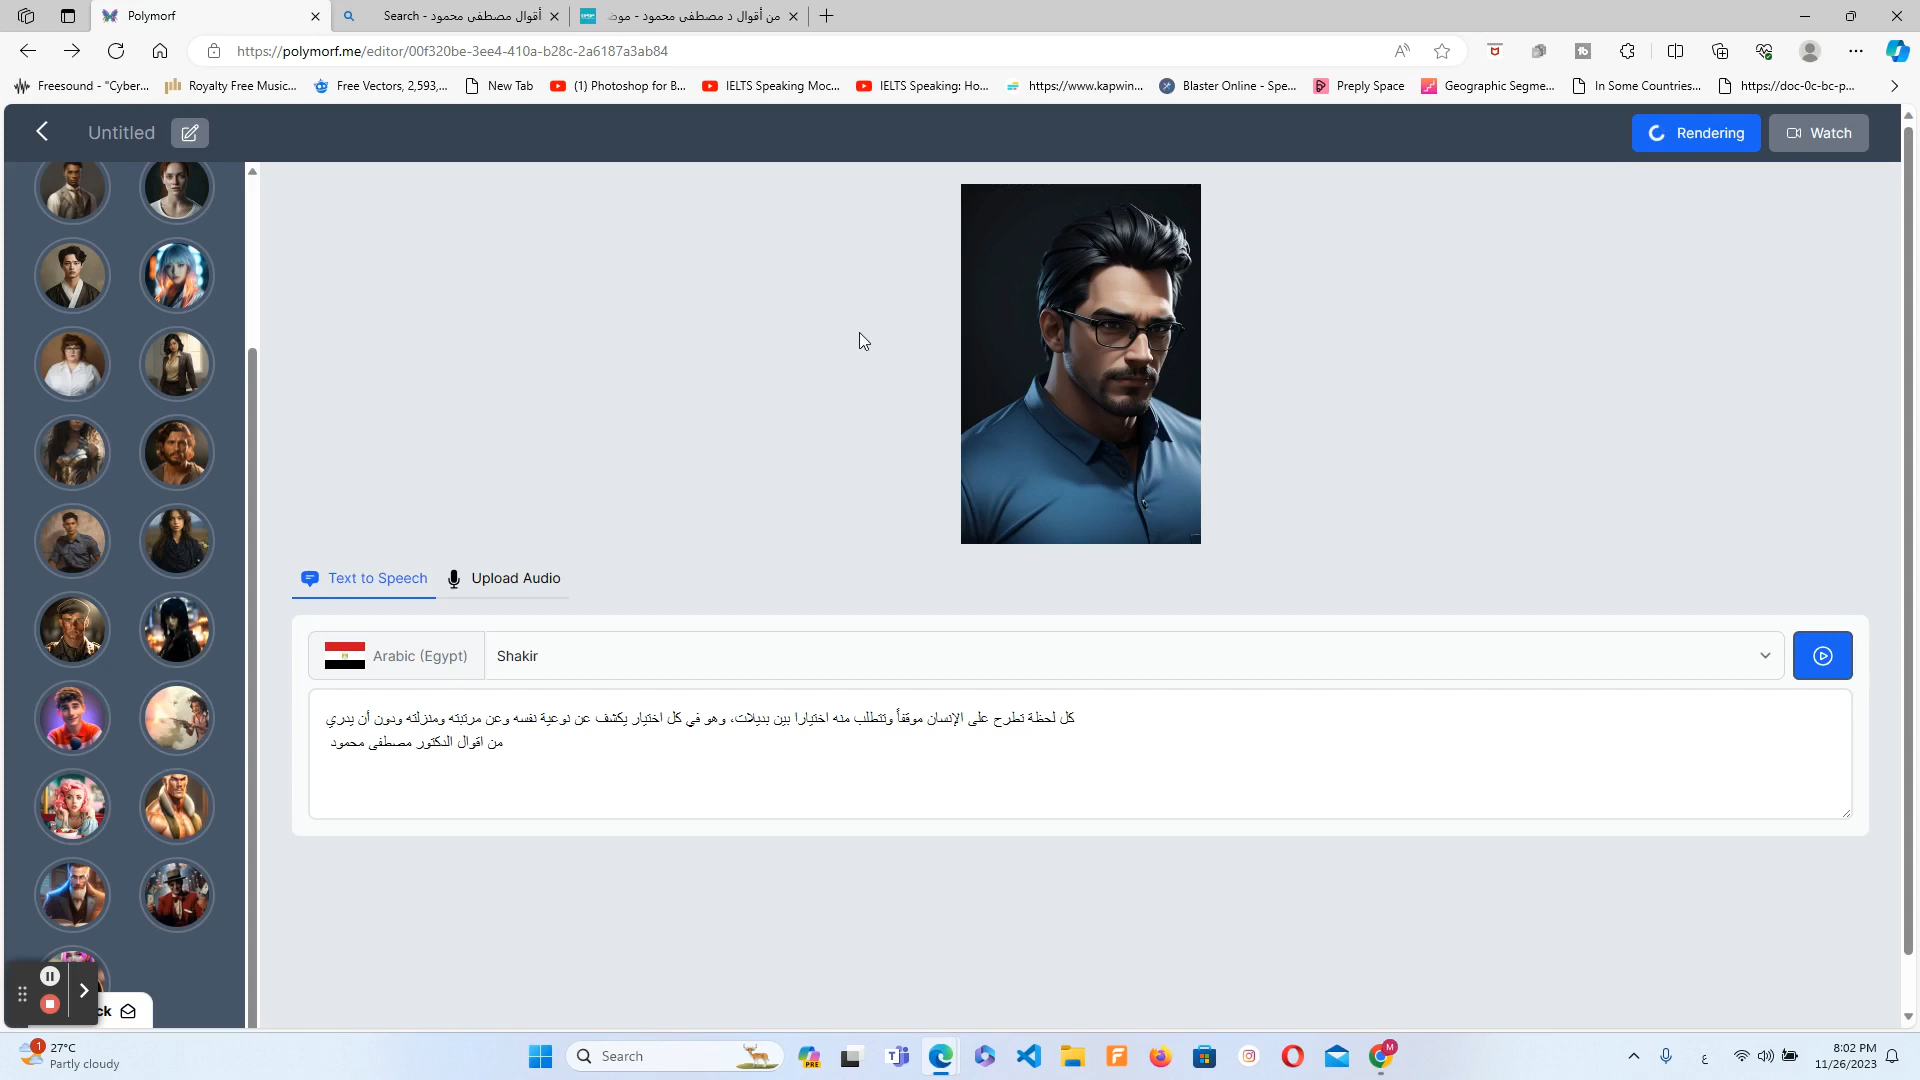 Polymorf
أقوال مصطفى محمود - Search
من أقوال د مصطفى محمود - موض
https://polymorf.me/editor/00f320be-3ee4-410a-b28c-2a6187a3ab84
Freesound - "Cyber...
Royalty Free Music...
Free Vectors, 2,593,...
New Tab
(1) Photoshop for B...
IELTS Speaking Moc...
IELTS Speaking: Ho...
https://www.kapwin...
Blaster Online - Spe...
Preply Space
Geographic Segme...
In Some Countries...
https://doc-0c-bc-p...
Untitled
Rendering
Watch
Text to Speech
Upload Audio
Arabic (Egypt)
Shakir
كل لحظة تطرح على الإنسان موقفاً وتتطلب منه اختيارا بين بديلات، وهو في كل اختيار يكشف عن نوعية نفسه وعن مرتبته ومنزلته ودون أن يدري
من اقوال الدكتور مصطفى محمود
ck
1
27°C
Partly cloudy
Search
PRE
M
ع
8:02 PM
11/26/2023